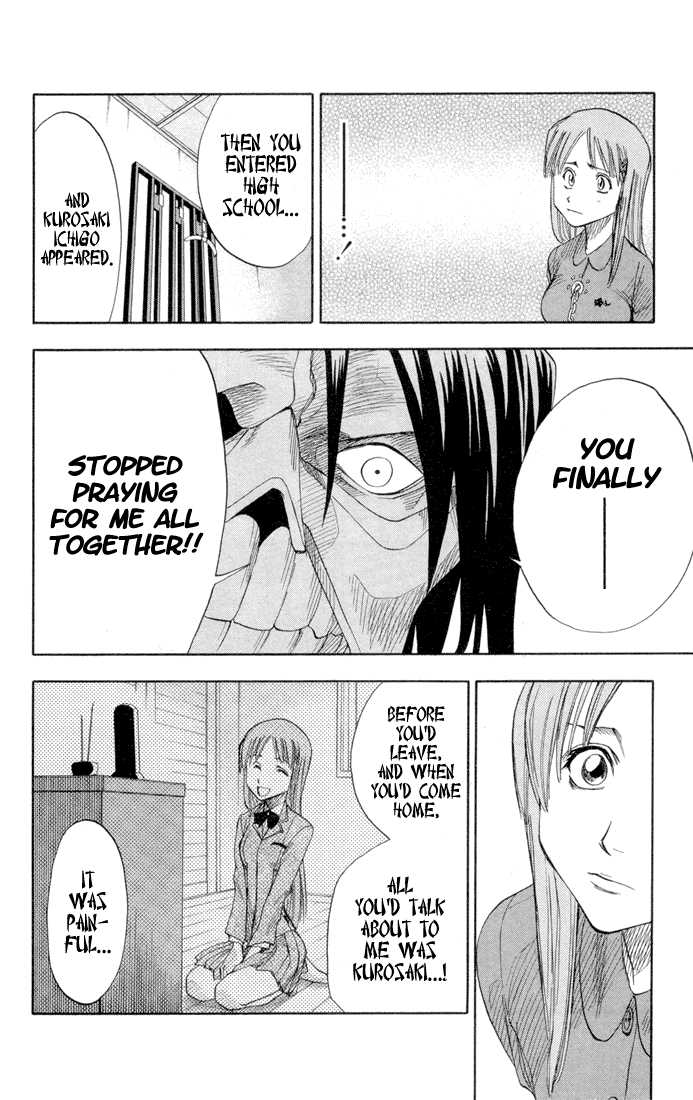 ......!
THEN YOU
ENTERED
HIGH
SCHOOL...
AND
KUROSAKI
ICHIGO
APPEARED.
YOU
FINALLY
—
STOPPED
PRAYING
FOR ME ALL
TOGETHER!!
BEFORE
YOU'D
LEAVE,
AND WHEN
YOU'D COME
HOME,
ALL
YOU'D TALK
ABOUT TO
ME WAS
KUROSAKI...!
IT
WAS
PAIN-
FUL...